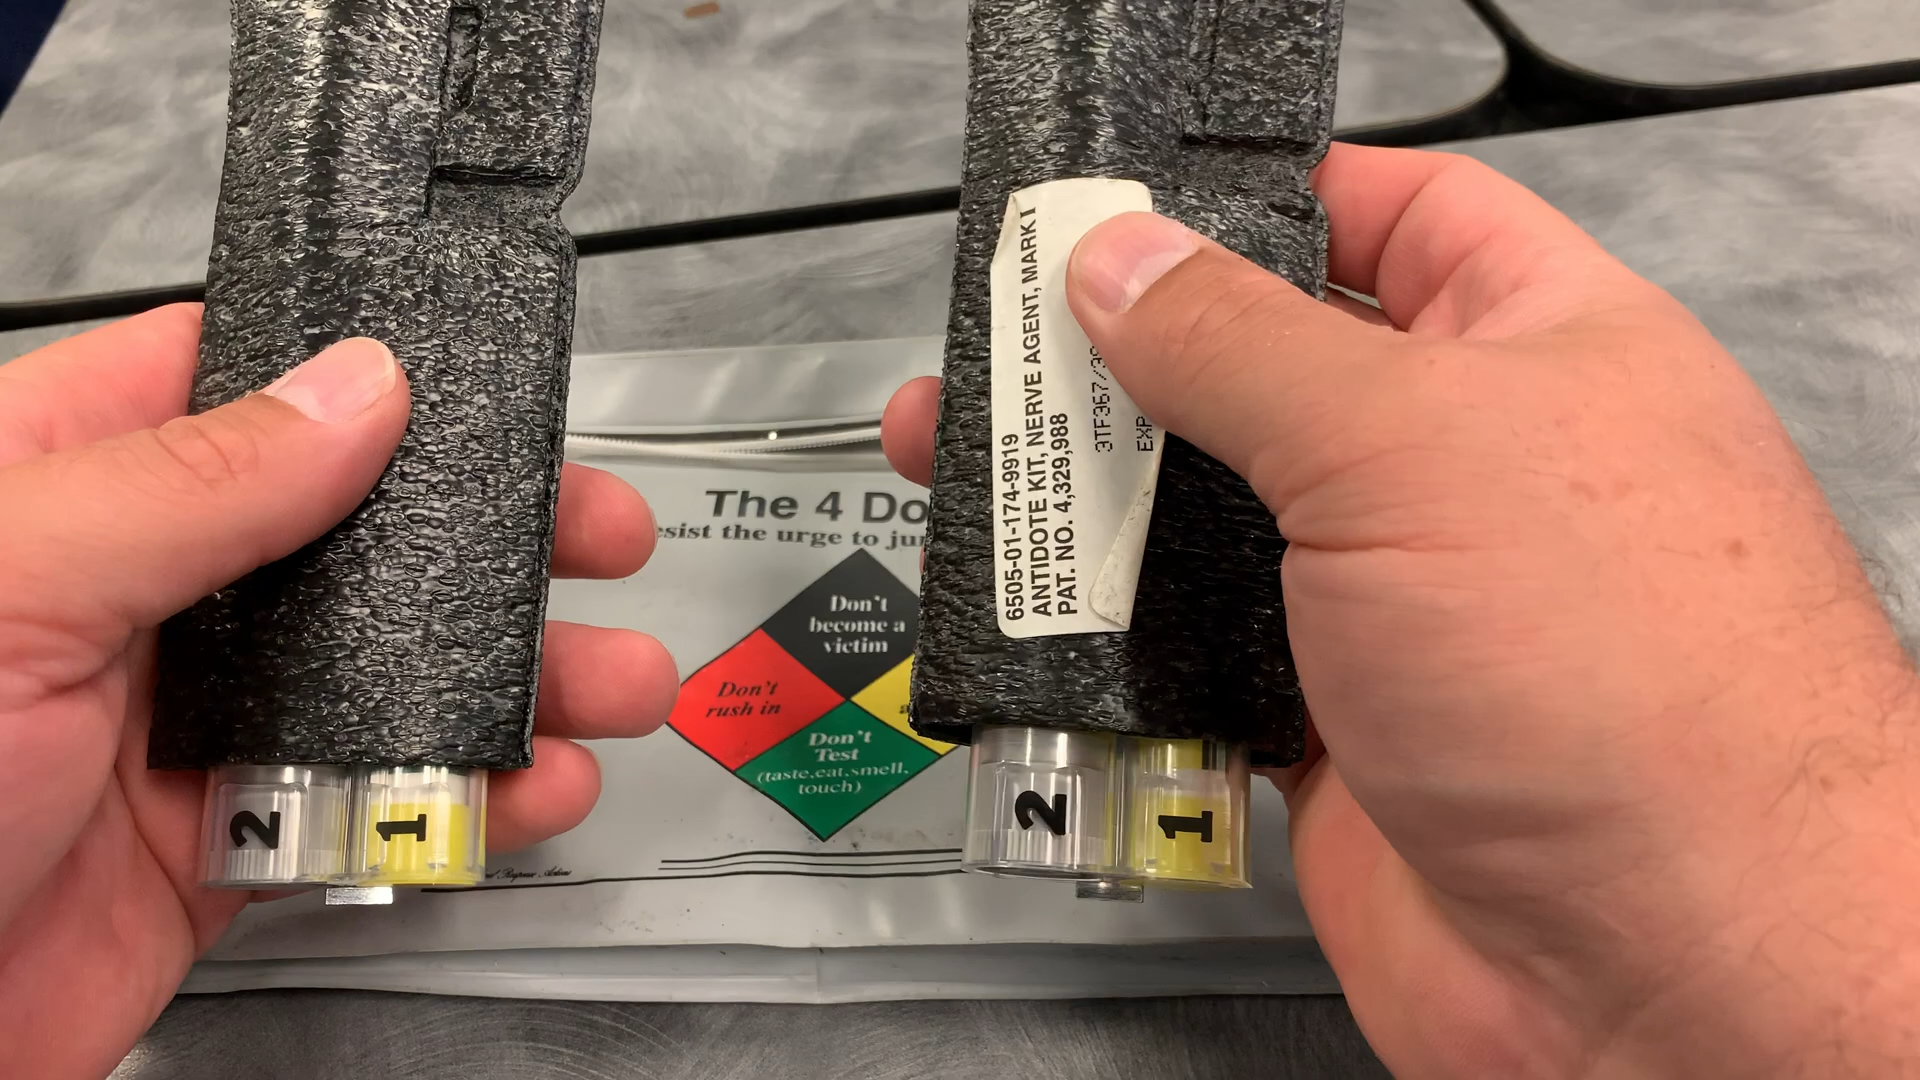 6505-01-174-9919
ANTIDOTE KIT, NERVE AGENT, MARK I
PAT. NO. 4,329,988
EXP
The 4 Do
esist the urge to ju
Don't
become a
victim
Don't
rush in
Don't
Test
(taste,eat,smell,
touch)
2
1
2
1